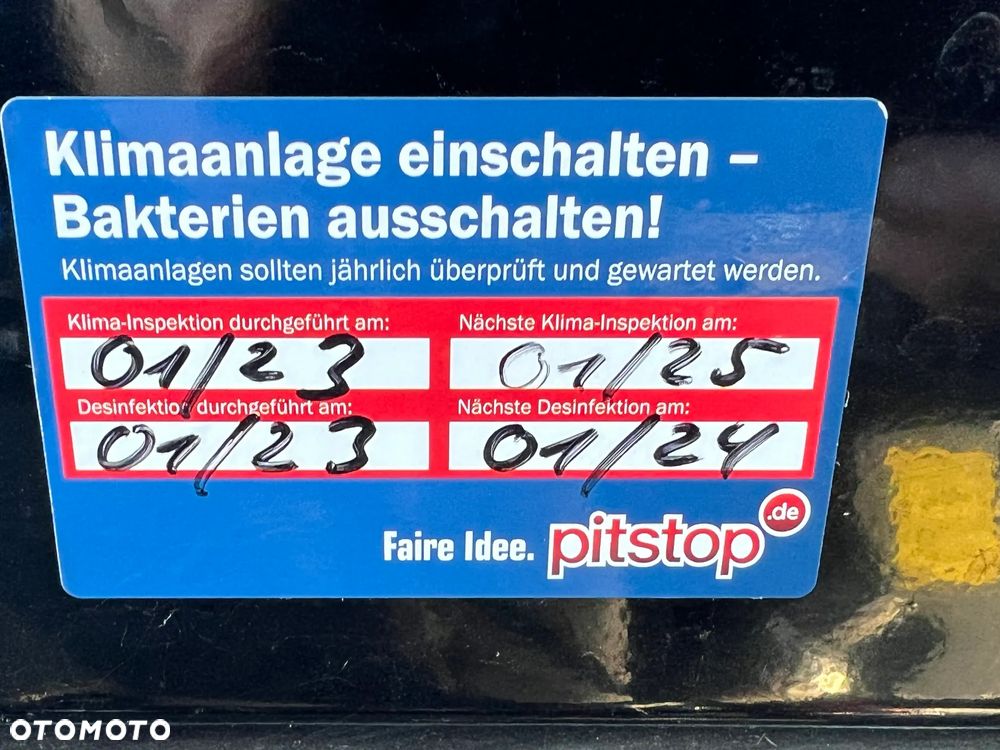 Klimaanlage einschalten –
Bakterien ausschalten!
Klimaanlagen sollten jährlich überprüft und gewartet werden.
Klima-Inspektion durchgeführt am:
01/23
Nächste Klima-Inspektion am:
01/25
Desinfektion durchgeführt am:
01/23
Nächste Desinfektion am:
01/24
Faire Idee. pitstop.de
OTOMOTO